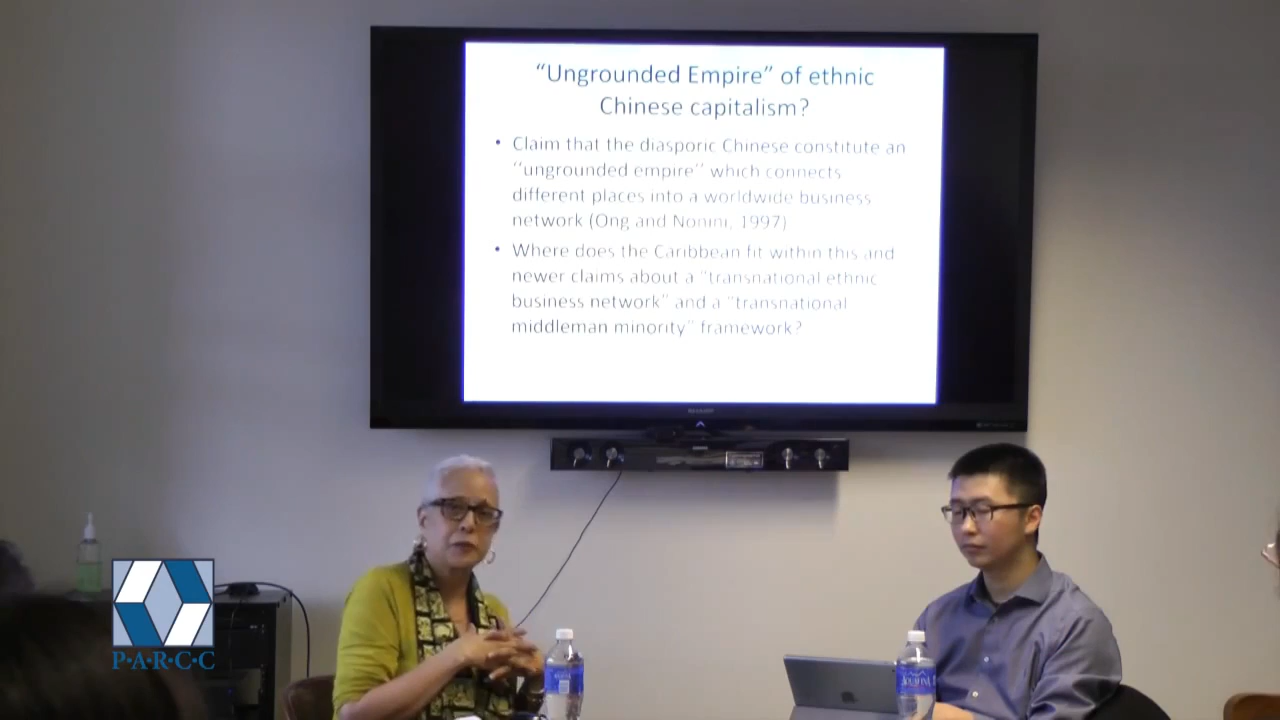 “Ungrounded Empire” of ethnic
Chinese capitalism?
• Claim that the diasporic Chinese constitute an
“ungrounded empire” which connects
different places into a worldwide business
network (Ong and Nonini, 1997)
• Where does the Caribbean fit within this and
newer claims about a “transnational ethnic
business network” and a “transnational
middleman minority” framework?
SHARP
P·A·R·C·C
AQUAFINA